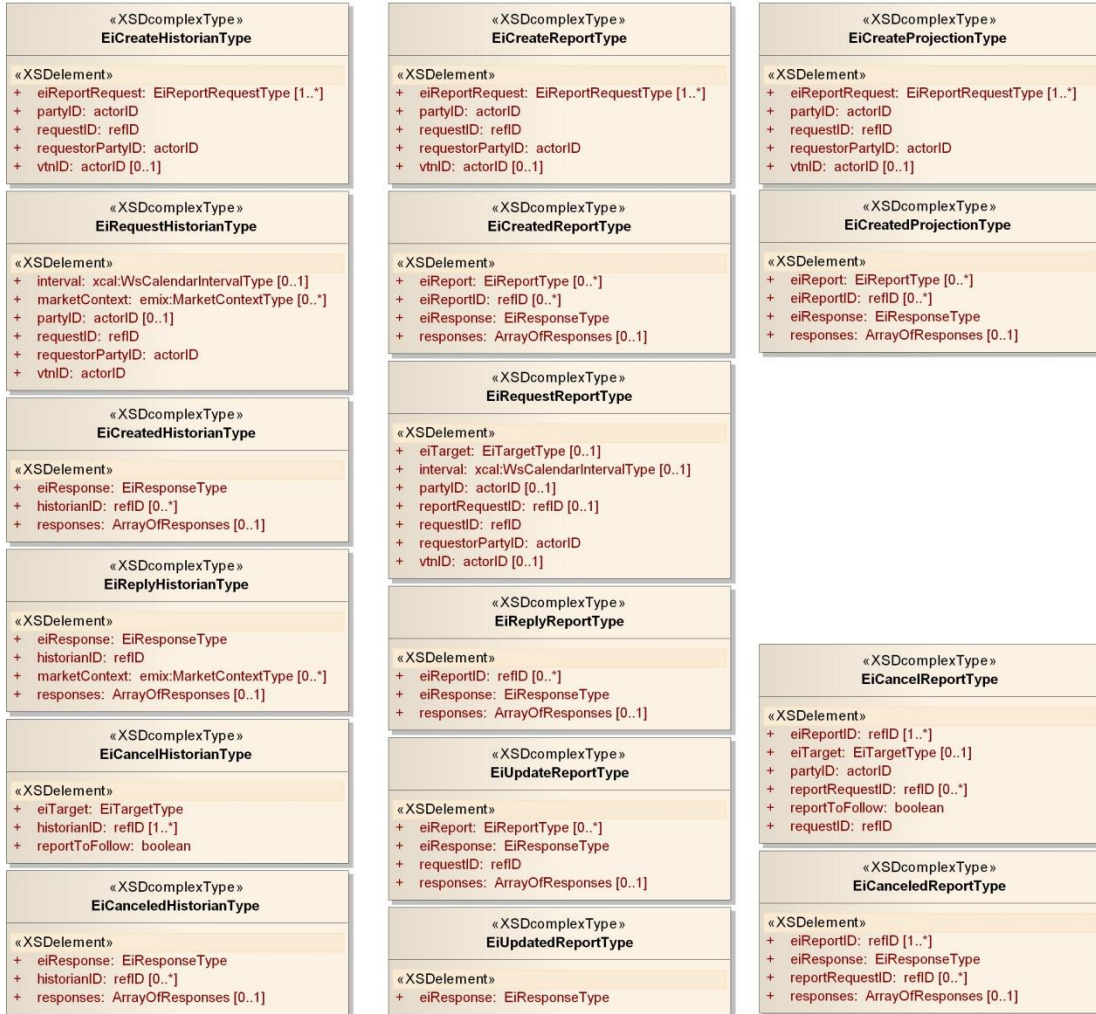 «XSDcomplexType»
EiCreateHistorianType
«XSDelement»
+ eiReportRequest: EiReportRequestType [1..*]
+ partyID: actorID
+ requestID: refID
+ requestorPartyID: actorID
+ vtnID: actorID [0..1]
«XSDcomplexType»
EiRequestHistorianType
«XSDelement»
+ interval: xcal:WsCalendarIntervalType [0..1]
+ marketContext: emix:MarketContextType [0..*]
+ partyID: actorID [0..1]
+ requestID: refID
+ requestorPartyID: actorID
+ vtnID: actorID
«XSDcomplexType»
EiCreatedHistorianType
«XSDelement»
+ eiResponse: EiResponseType
+ historianID: refID [0..*]
+ responses: ArrayOfResponses [0..1]
«XSDcomplexType»
EiReplyHistorianType
«XSDelement»
+ eiResponse: EiResponseType
+ historianID: refID
+ marketContext: emix:MarketContextType [0..*]
+ responses: ArrayOfResponses [0..1]
«XSDcomplexType»
EiCancelHistorianType
«XSDelement»
+ eiTarget: EiTargetType
+ historianID: refID [1..*]
+ reportToFollow: boolean
«XSDcomplexType»
EiCanceledHistorianType
«XSDelement»
+ eiResponse: EiResponseType
+ historianID: refID [0..*]
+ responses: ArrayOfResponses [0..1]
«XSDcomplexType»
EiCreateReportType
«XSDelement»
+ eiReportRequest: EiReportRequestType [1..*]
+ partyID: actorID
+ requestID: refID
+ requestorPartyID: actorID
+ vtnID: actorID [0..1]
«XSDcomplexType»
EiCreatedReportType
«XSDelement»
+ eiReport: EiReportType [0..*]
+ eiReportID: refID [0..*]
+ eiResponse: EiResponseType
+ responses: ArrayOfResponses [0..1]
«XSDcomplexType»
EiRequestReportType
«XSDelement»
+ eiTarget: EiTargetType [0..1]
+ interval: xcal:WsCalendarIntervalType [0..1]
+ partyID: actorID [0..1]
+ reportRequestID: refID [0..1]
+ requestID: refID
+ requestorPartyID: actorID
+ vtnID: actorID [0..1]
«XSDcomplexType»
EiReplyReportType
«XSDelement»
+ eiReportID: refID [0..*]
+ eiResponse: EiResponseType
+ responses: ArrayOfResponses [0..1]
«XSDcomplexType»
EiUpdateReportType
«XSDelement»
+ eiReport: EiReportType [0..*]
+ eiResponse: EiResponseType
+ requestID: refID
+ responses: ArrayOfResponses [0..1]
«XSDcomplexType»
EiUpdatedReportType
«XSDelement»
+ eiResponse: EiResponseType
«XSDcomplexType»
EiCreateProjectionType
«XSDelement»
+ eiReportRequest: EiReportRequestType [1..*]
+ partyID: actorID
+ requestID: refID
+ requestorPartyID: actorID
+ vtnID: actorID [0..1]
«XSDcomplexType»
EiCreatedProjectionType
«XSDelement»
+ eiReport: EiReportType [0..*]
+ eiReportID: refID [0..*]
+ eiResponse: EiResponseType
+ responses: ArrayOfResponses [0..1]
«XSDcomplexType»
EiCancelReportType
«XSDelement»
+ eiReportID: refID [1..*]
+ eiTarget: EiTargetType [0..1]
+ partyID: actorID
+ reportRequestID: refID [0..*]
+ reportToFollow: boolean
+ requestID: refID
«XSDcomplexType»
EiCanceledReportType
«XSDelement»
+ eiReportID: refID [1..*]
+ eiResponse: EiResponseType
+ reportRequestID: refID [0..*]
+ responses: ArrayOfResponses [0..1]